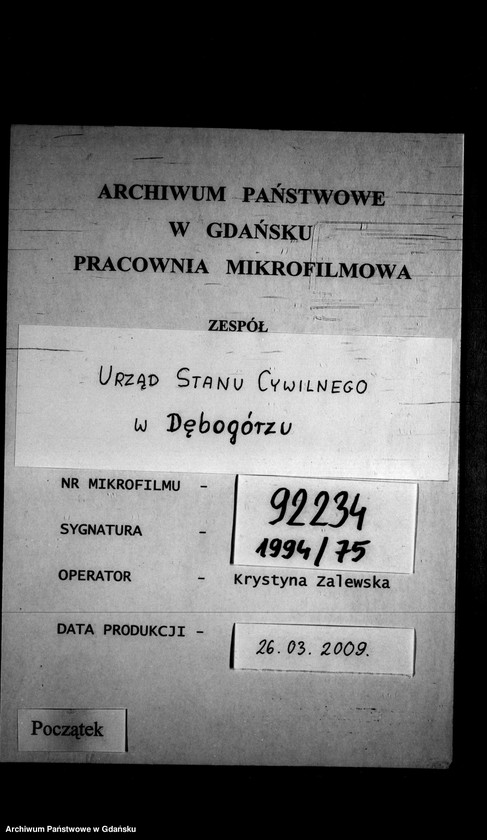 ARCHIWUM PAŃSTWOWE
W GDAŃSKU
PRACOWNIA MIKROFILMOWA
ZESPÓŁ
URZĄD STANU CYWILNEGO
w Dębogórzu
NR MIKROFILMU - 92234
SYGNATURA - 1994/75
OPERATOR - Krystyna Zalewska
DATA PRODUKCJI - 26.03.2009.
Początek
Archiwum Państwowe w Gdańsku